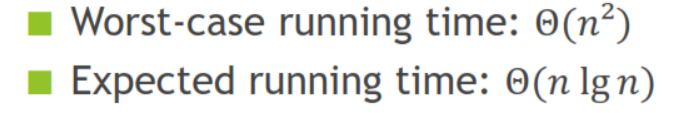 Worst-case running time: Θ(n²)
Expected running time: Θ(n lg n)